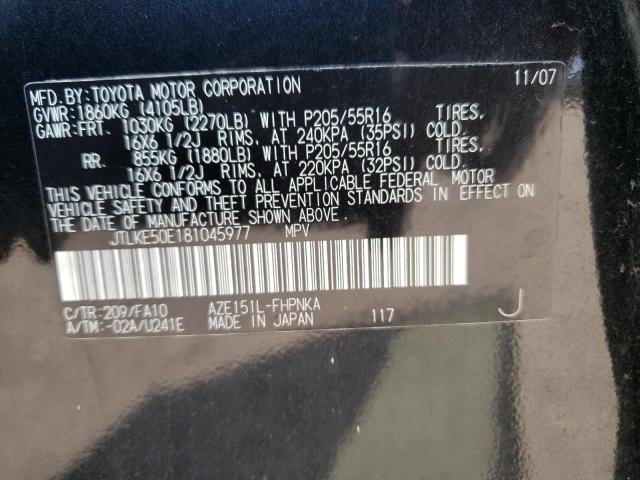 MFD.BY:TOYOTA MOTOR CORPORATION 11/07
GVWR:1860KG (4105LB)
GAWR:FRT. 1030KG (2270LB) WITH P205/55R16 TIRES,
16X6 1/2J RIMS, AT 240KPA (35PSI) COLD.
RR. 855KG (1880LB) WITH P205/55R16 TIRES,
16X6 1/2J RIMS, AT 220KPA (32PSI) COLD.
THIS VEHICLE CONFORMS TO ALL APPLICABLE FEDERAL MOTOR
VEHICLE SAFETY AND THEFT PREVENTION STANDARDS IN EFFECT ON
THE DATE OF MANUFACTURE SHOWN ABOVE.
JTLKE50E181045977 MPV
C/TR:209/FA10 AZE151L-FHPNKA
A/TM:-02A/U241E MADE IN JAPAN 117 J